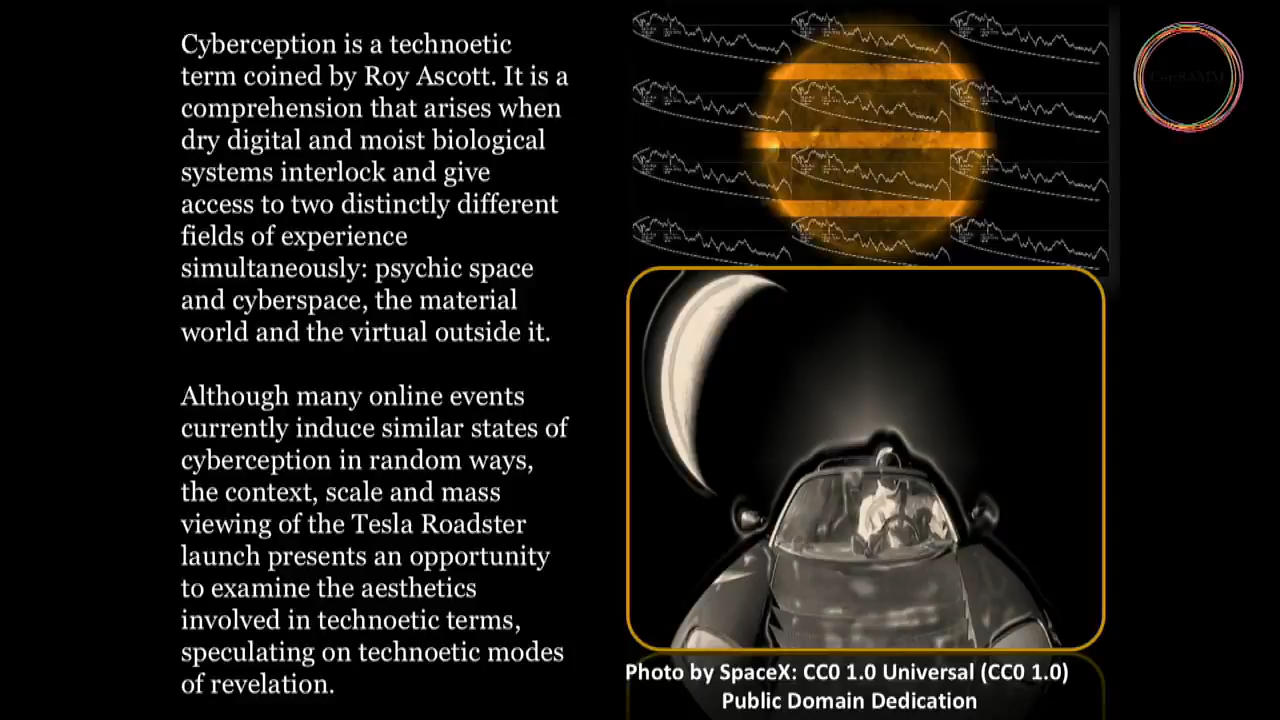 Cyberception is a technoetic
term coined by Roy Ascott. It is a
comprehension that arises when
dry digital and moist biological
systems interlock and give
access to two distinctly different
fields of experience
simultaneously: psychic space
and cyberspace, the material
world and the virtual outside it.
Although many online events
currently induce similar states of
cyberception in random ways,
the context, scale and mass
viewing of the Tesla Roadster
launch presents an opportunity
to examine the aesthetics
involved in technoetic terms,
speculating on technoetic modes
of revelation.
Photo by SpaceX: CC0 1.0 Universal (CC0 1.0)
Public Domain Dedication